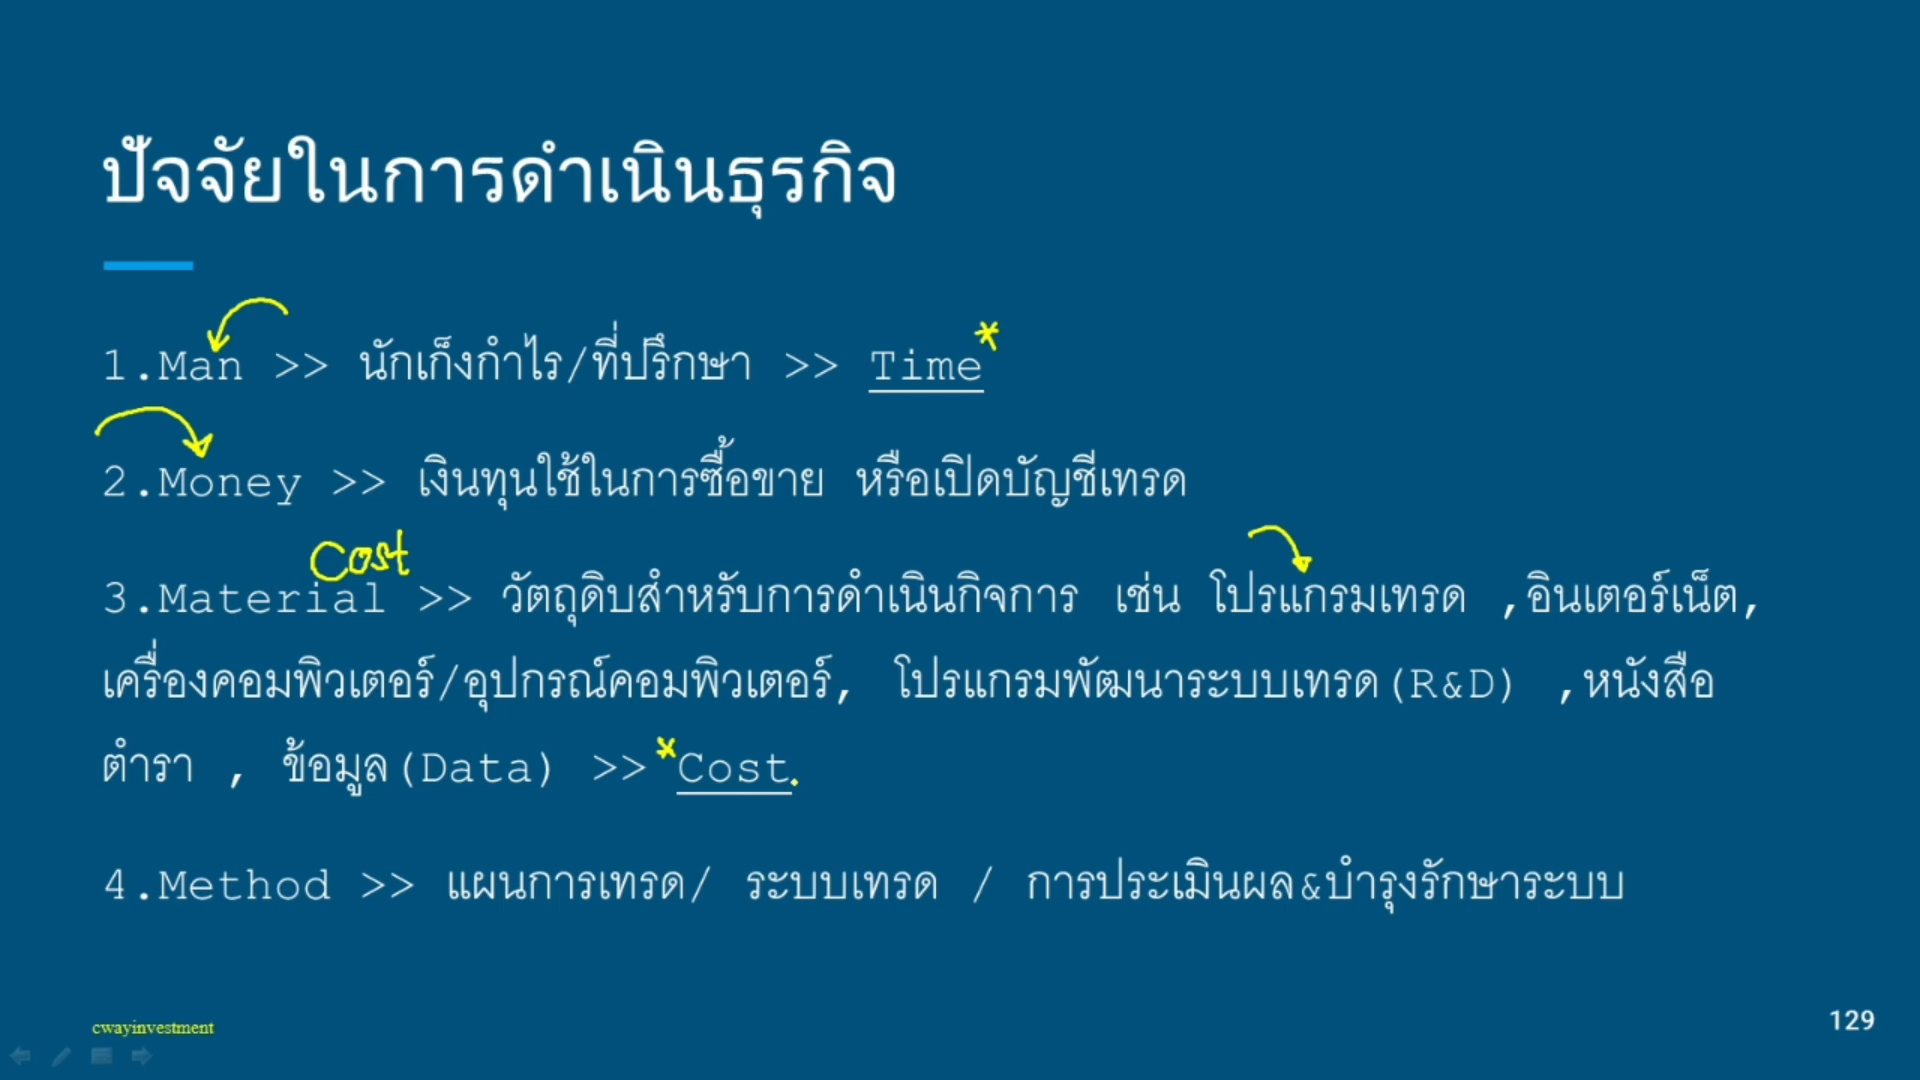 ปัจจัยในการดำเนินธุรกิจ
1.Man >> นักเก็งกำไร/ที่ปรึกษา >> Time*
2.Money >> เงินทุนใช้ในการซื้อขาย หรือเปิดบัญชีเทรด
Cost
3.Material >> วัตถุดิบสำหรับการดำเนินกิจการ เช่น โปรแกรมเทรด ,อินเตอร์เน็ต,
เครื่องคอมพิวเตอร์/อุปกรณ์คอมพิวเตอร์, โปรแกรมพัฒนาระบบเทรด(R&D) ,หนังสือ
ตำรา , ข้อมูล(Data) >>*Cost.
4.Method >> แผนการเทรด/ ระบบเทรด / การประเมินผล&บำรุงรักษาระบบ
cwayinvestment
129